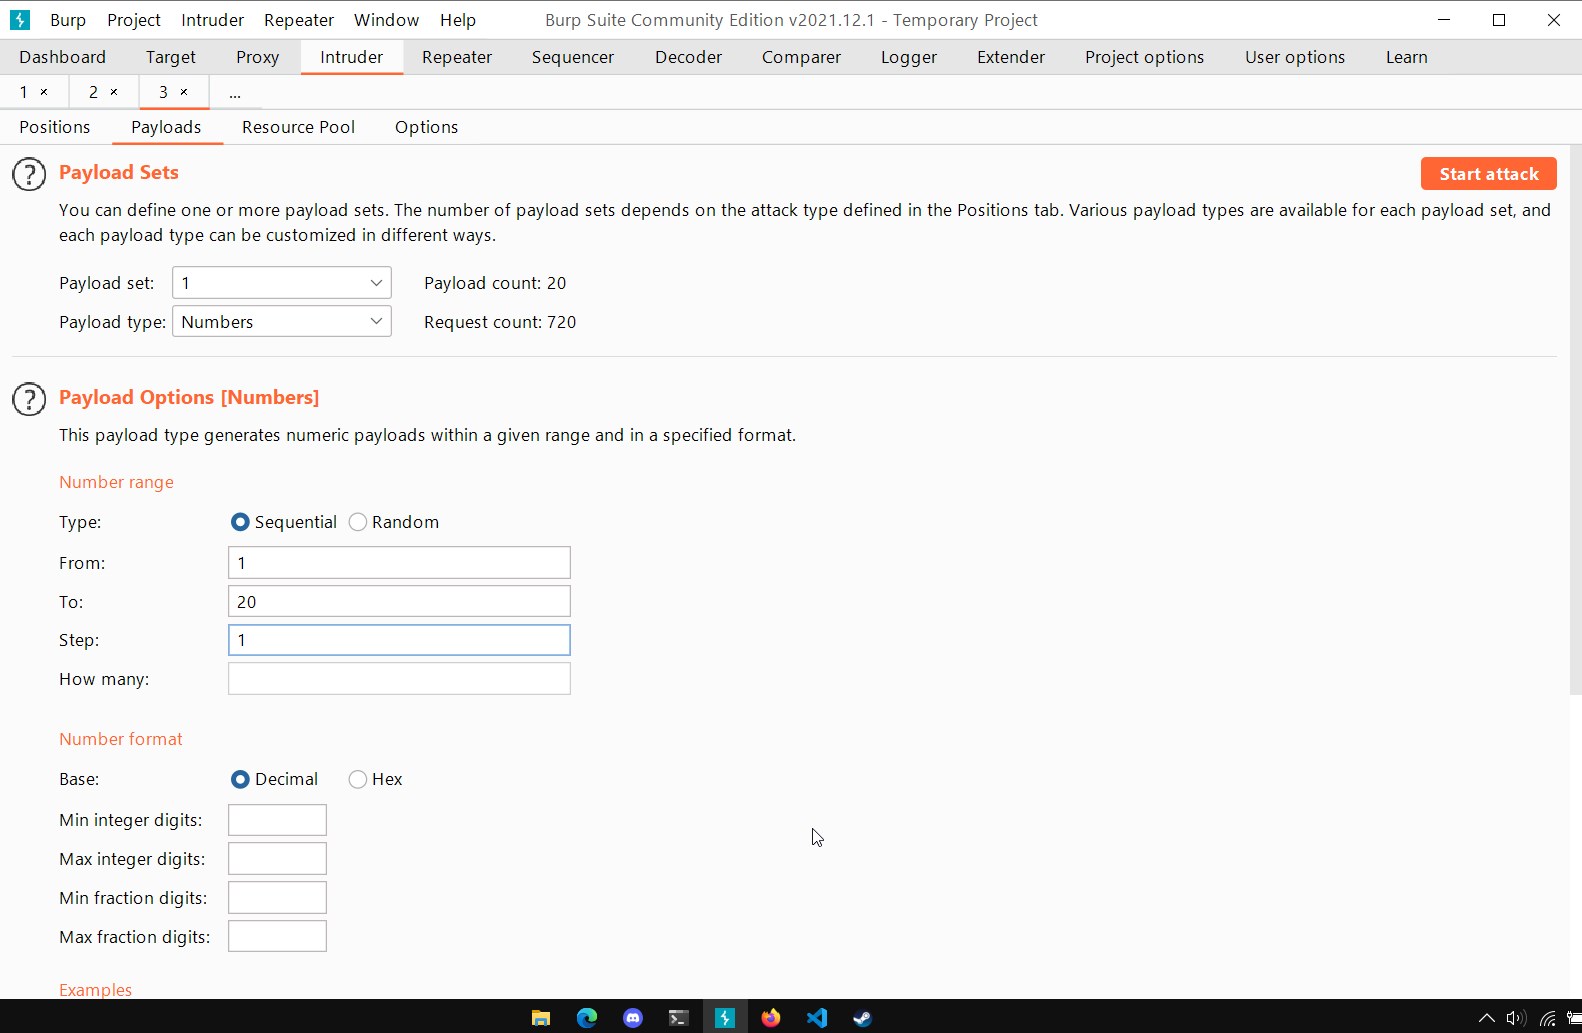 Burp Project Intruder Repeater Window Help Burp Suite Community Edition v2021.12.1 - Temporary Project
Dashboard Target Proxy Intruder Repeater Sequencer Decoder Comparer Logger Extender Project options User options Learn
1 × 2 × 3 × ...
Positions Payloads Resource Pool Options
? Payload Sets Start attack
You can define one or more payload sets. The number of payload sets depends on the attack type defined in the Positions tab. Various payload types are available for each payload set, and
each payload type can be customized in different ways.
Payload set: 1 Payload count: 20
Payload type: Numbers Request count: 720
? Payload Options [Numbers]
This payload type generates numeric payloads within a given range and in a specified format.
Number range
Type: Sequential Random
From: 1
To: 20
Step: 1
How many:
Number format
Base: Decimal Hex
Min integer digits:
Max integer digits:
Min fraction digits:
Max fraction digits:
Examples